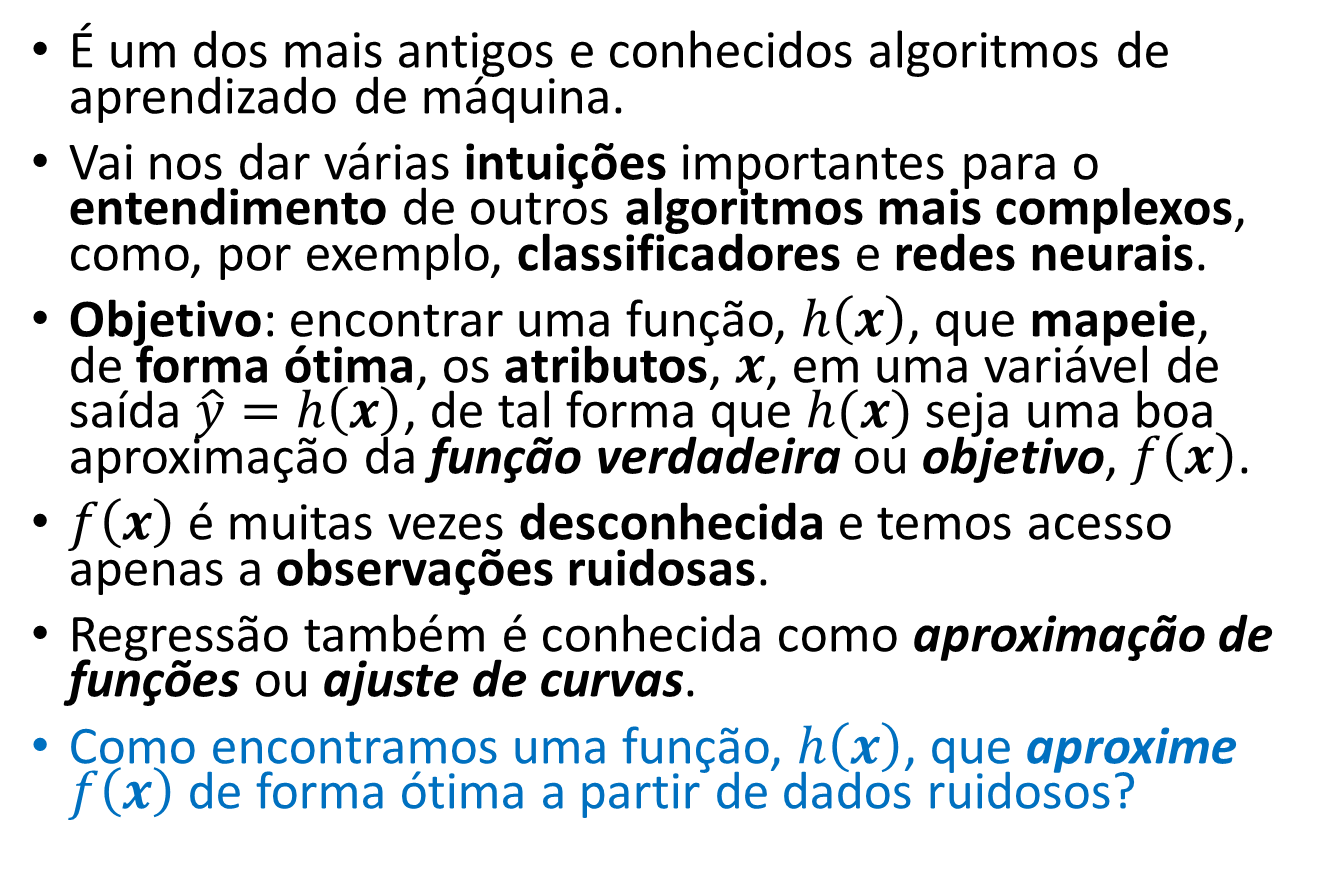 • É um dos mais antigos e conhecidos algoritmos de
aprendizado de máquina.
• Vai nos dar várias intuições importantes para o
entendimento de outros algoritmos mais complexos,
como, por exemplo, classificadores e redes neurais.
• Objetivo: encontrar uma função, h(x), que mapeie,
de forma ótima, os atributos, x, em uma variável de
saída ŷ = h(x), de tal forma que h(x) seja uma boa
aproximação da função verdadeira ou objetivo, f(x).
• f(x) é muitas vezes desconhecida e temos acesso
apenas a observações ruidosas.
• Regressão também é conhecida como aproximação de
funções ou ajuste de curvas.
• Como encontramos uma função, h(x), que aproxime
f(x) de forma ótima a partir de dados ruidosos?